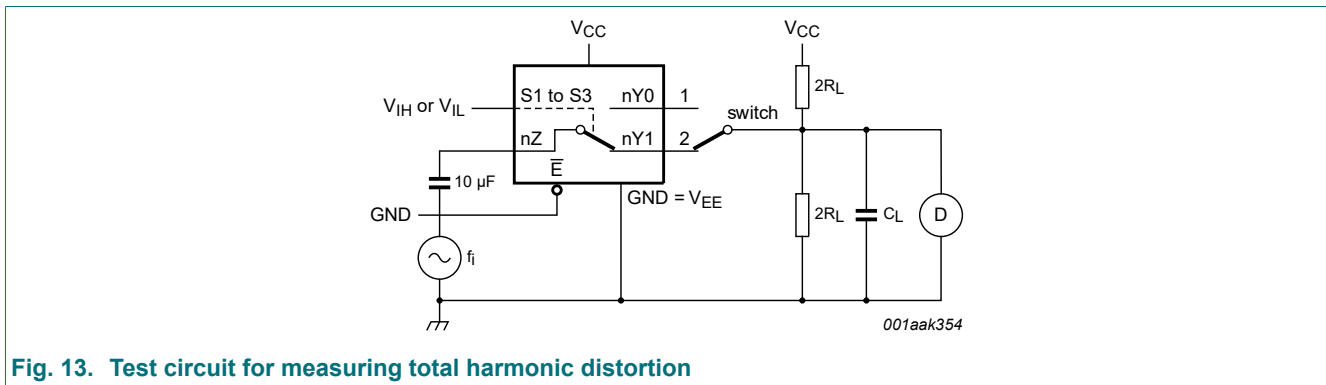 VCC
VCC
2RL
S1 to S3
nY0
1
VIH or VIL
switch
nZ
nY1
2
E
10 µF
GND = VEE
GND
2RL
CL
D
fi
001aak354
Fig. 13. Test circuit for measuring total harmonic distortion